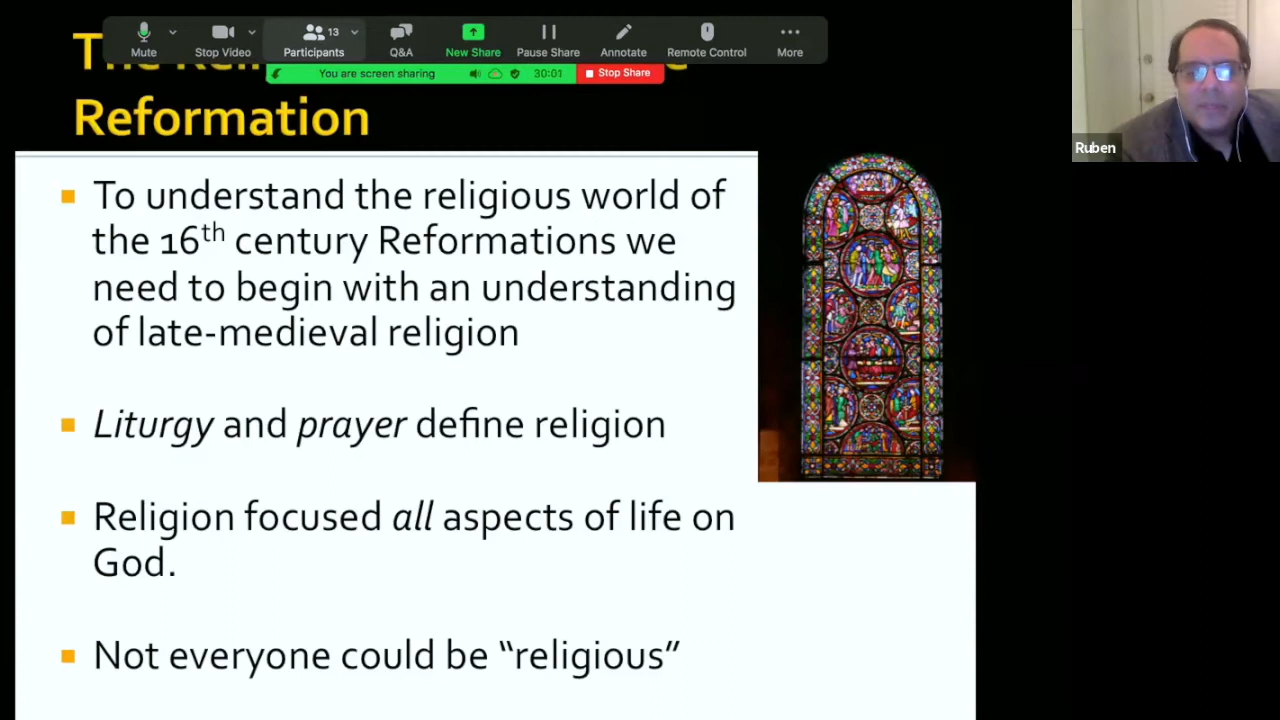 13
Mute
Stop Video
Participants
Q&A
New Share
Pause Share
Annotate
Remote Control
More
You are screen sharing
30:01
Stop Share
Reformation
Ruben
To understand the religious world of
the 16th century Reformations we
need to begin with an understanding
of late-medieval religion
Liturgy and prayer define religion
Religion focused all aspects of life on
God.
Not everyone could be “religious”